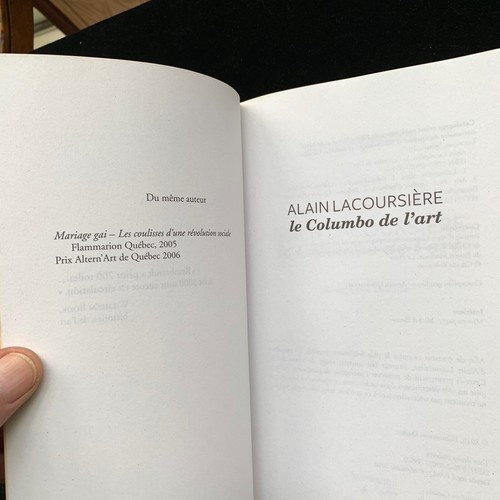 Du même auteur
Mariage gai – Les coulisses d'une révolution sociale
Flammarion Québec, 2005
Prix Altern'Art de Québec 2006
ALAIN LACOURSIÈRE
le Columbo de l'art